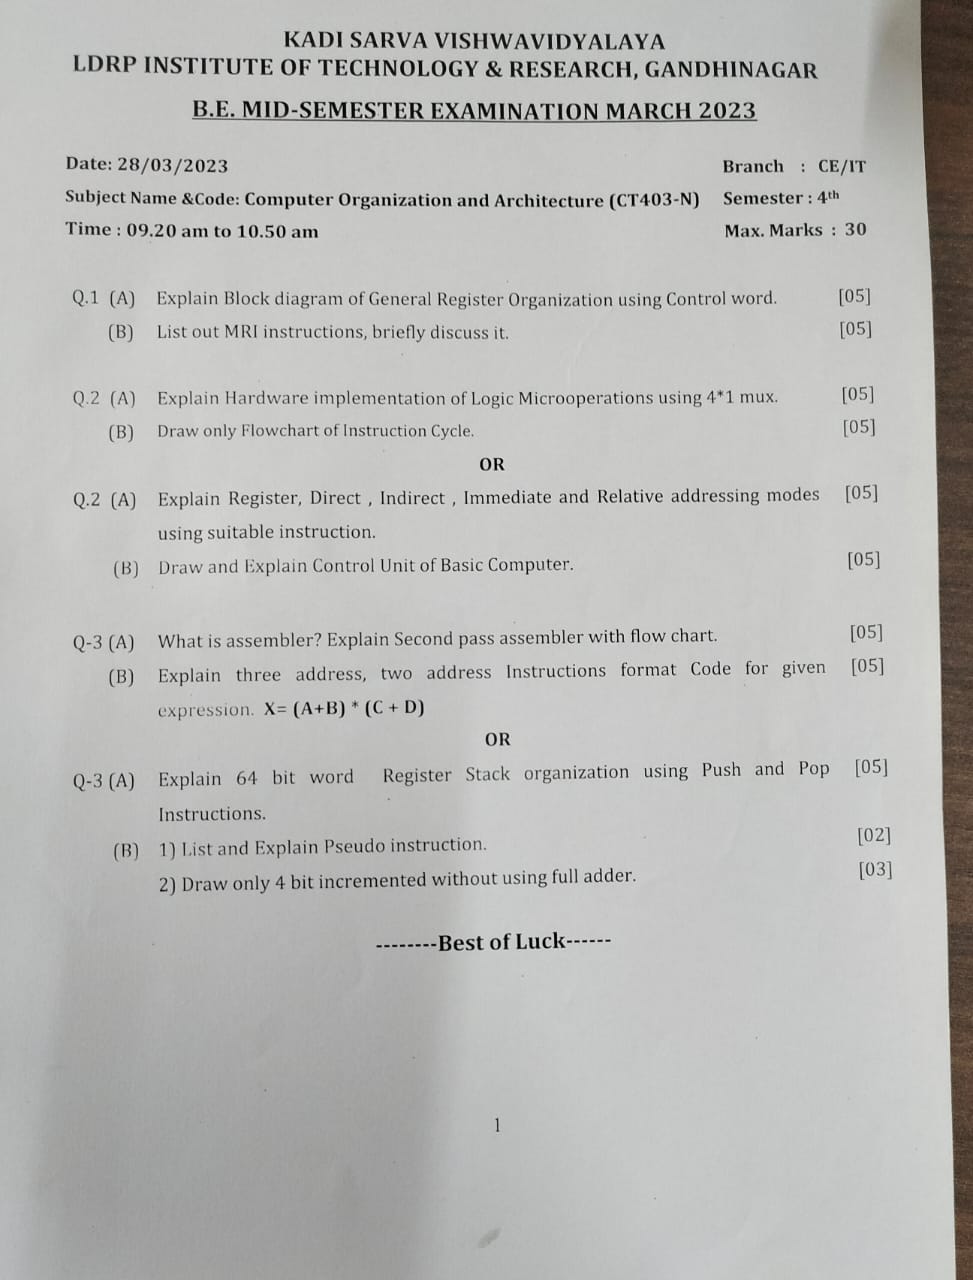 KADI SARVA VISHWAVIDYALAYA
LDRP INSTITUTE OF TECHNOLOGY & RESEARCH, GANDHINAGAR
B.E. MID-SEMESTER EXAMINATION MARCH 2023
Date: 28/03/2023 Branch : CE/IT
Subject Name &Code: Computer Organization and Architecture (CT403-N) Semester : 4th
Time : 09.20 am to 10.50 am Max. Marks : 30
Q.1 (A) Explain Block diagram of General Register Organization using Control word. [05]
(B) List out MRI instructions, briefly discuss it. [05]
Q.2 (A) Explain Hardware implementation of Logic Microoperations using 4*1 mux. [05]
(B) Draw only Flowchart of Instruction Cycle. [05]
OR
Q.2 (A) Explain Register, Direct , Indirect , Immediate and Relative addressing modes [05]
using suitable instruction.
(B) Draw and Explain Control Unit of Basic Computer. [05]
Q-3 (A) What is assembler? Explain Second pass assembler with flow chart. [05]
(B) Explain three address, two address Instructions format Code for given [05]
expression. X= (A+B) * (C + D)
OR
Q-3 (A) Explain 64 bit word Register Stack organization using Push and Pop [05]
Instructions.
(B) 1) List and Explain Pseudo instruction. [02]
2) Draw only 4 bit incremented without using full adder. [03]
--------Best of Luck------
1